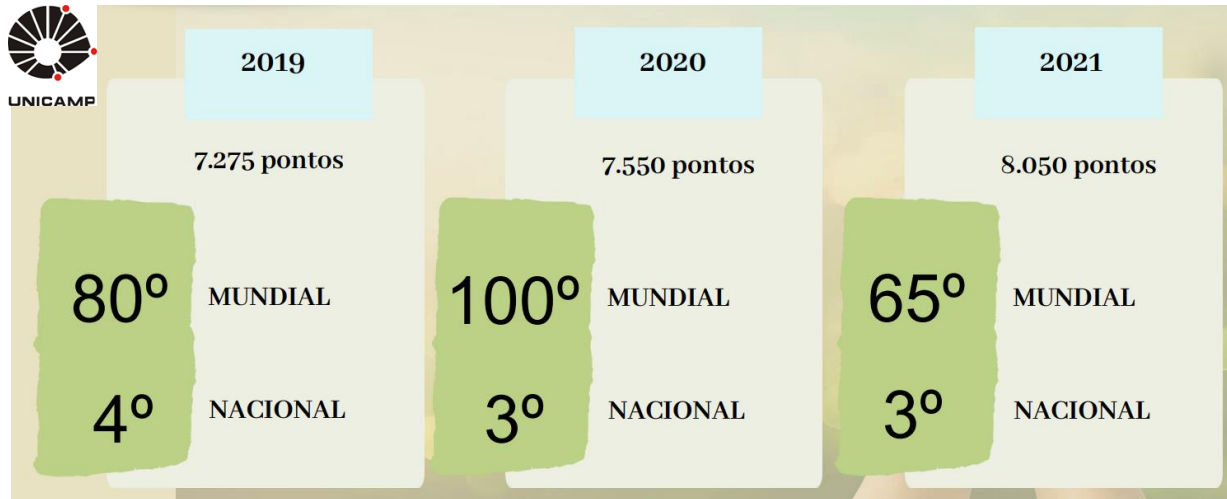 UNICAMP
2019
7.275 pontos
80º MUNDIAL
4º NACIONAL
2020
7.550 pontos
100º MUNDIAL
3º NACIONAL
2021
8.050 pontos
65º MUNDIAL
3º NACIONAL